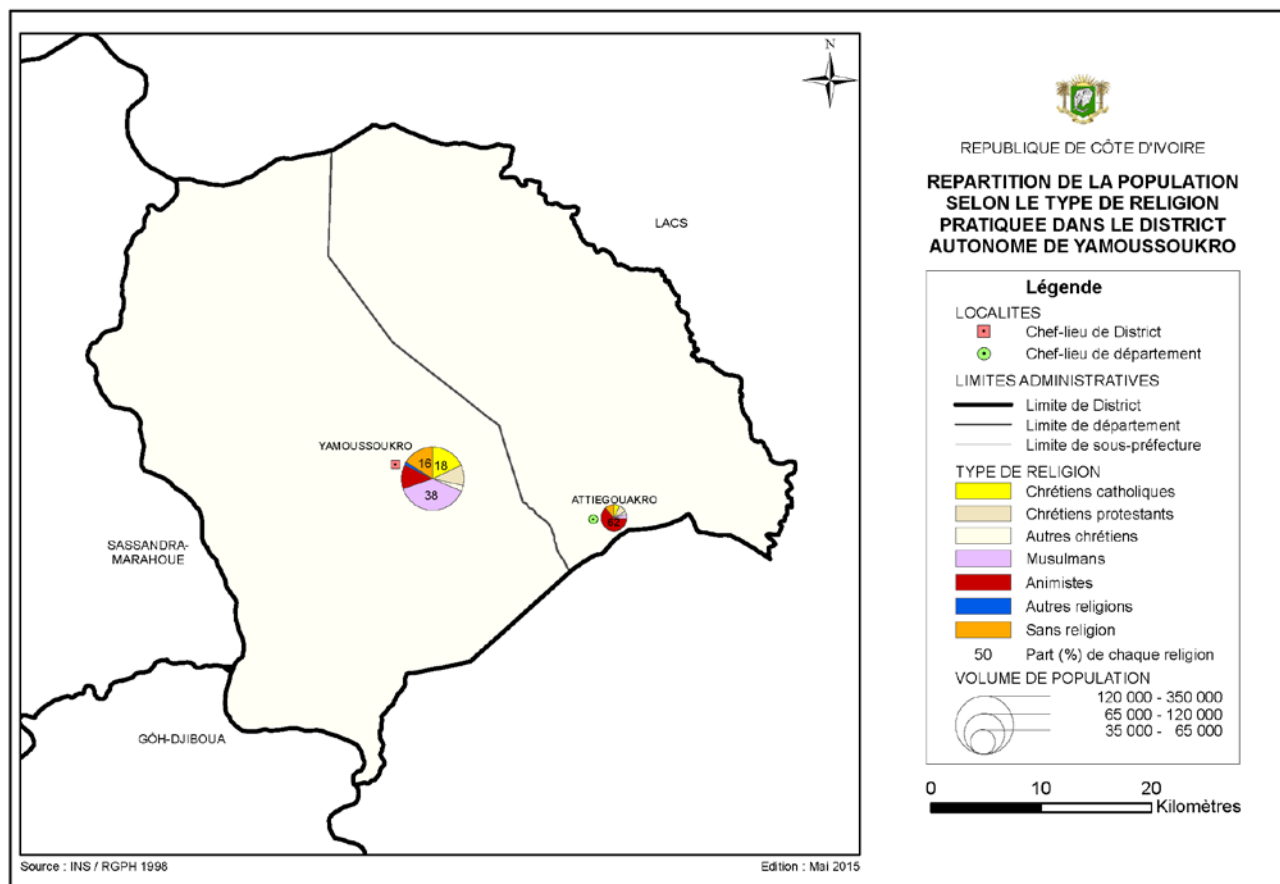 N
LACS
YAMOUSSOUKRO
16
18
38
ATTIEGOUAKRO
62
SASSANDRA-
MARAHOUE
GÔH-DJIBOUA
Source : INS / RGPH 1998
Edition : Mai 2015
REPUBLIQUE DE CÔTE D'IVOIRE
REPARTITION DE LA POPULATION
SELON LE TYPE DE RELIGION
PRATIQUEE DANS LE DISTRICT
AUTONOME DE YAMOUSSOUKRO
Légende
LOCALITES
Chef-lieu de District
Chef-lieu de département
LIMITES ADMINISTRATIVES
Limite de District
Limite de département
Limite de sous-préfecture
TYPE DE RELIGION
Chrétiens catholiques
Chrétiens protestants
Autres chrétiens
Musulmans
Animistes
Autres religions
Sans religion
50 Part (%) de chaque religion
VOLUME DE POPULATION
120 000 - 350 000
65 000 - 120 000
35 000 - 65 000
0 10 20
Kilomètres